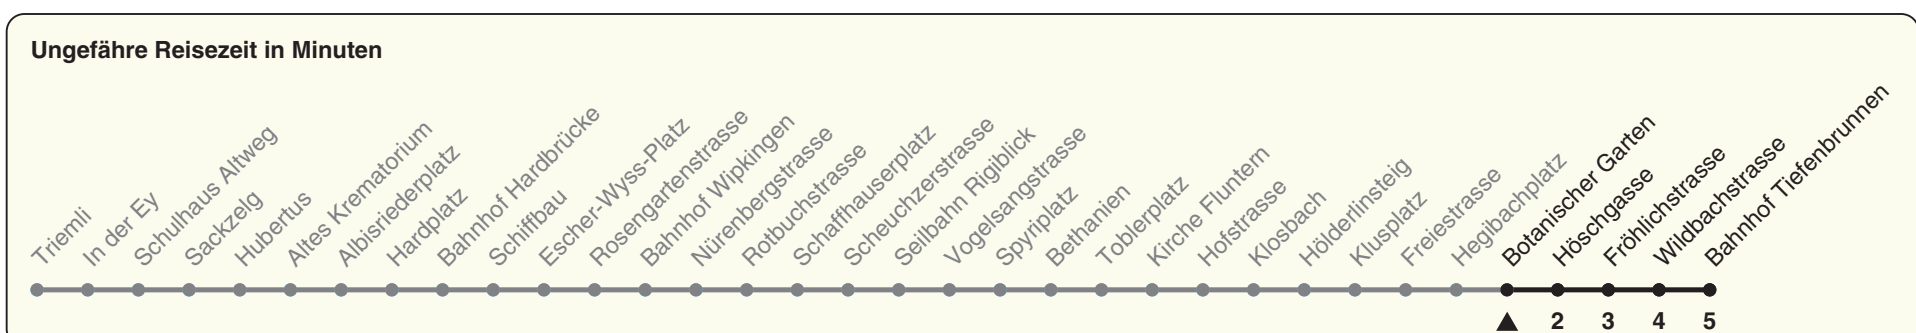 Ungefähre Reisezeit in Minuten
Triemli
In der Ey
Schulhaus Altweg
Sackzelg
Hubertus
Altes Krematorium
Albisriederplatz
Hardplatz
Bahnhof Hardbrücke
Schiffbau
Escher-Wyss-Platz
Rosengartenstrasse
Bahnhof Wipkingen
Nürenbergstrasse
Rotbuchstrasse
Schaffhauserplatz
Scheuchzerstrasse
Seilbahn Rigiblick
Vogelsangstrasse
Spyriplatz
Bethanien
Toblerplatz
Kirche Fluntern
Hofstrasse
Klosbach
Hölderlinsteig
Klusplatz
Freiestrasse
Hegibachplatz
Botanischer Garten
Höschgasse
Fröhlichstrasse
Wildbachstrasse
Bahnhof Tiefenbrunnen
2 3 4 5